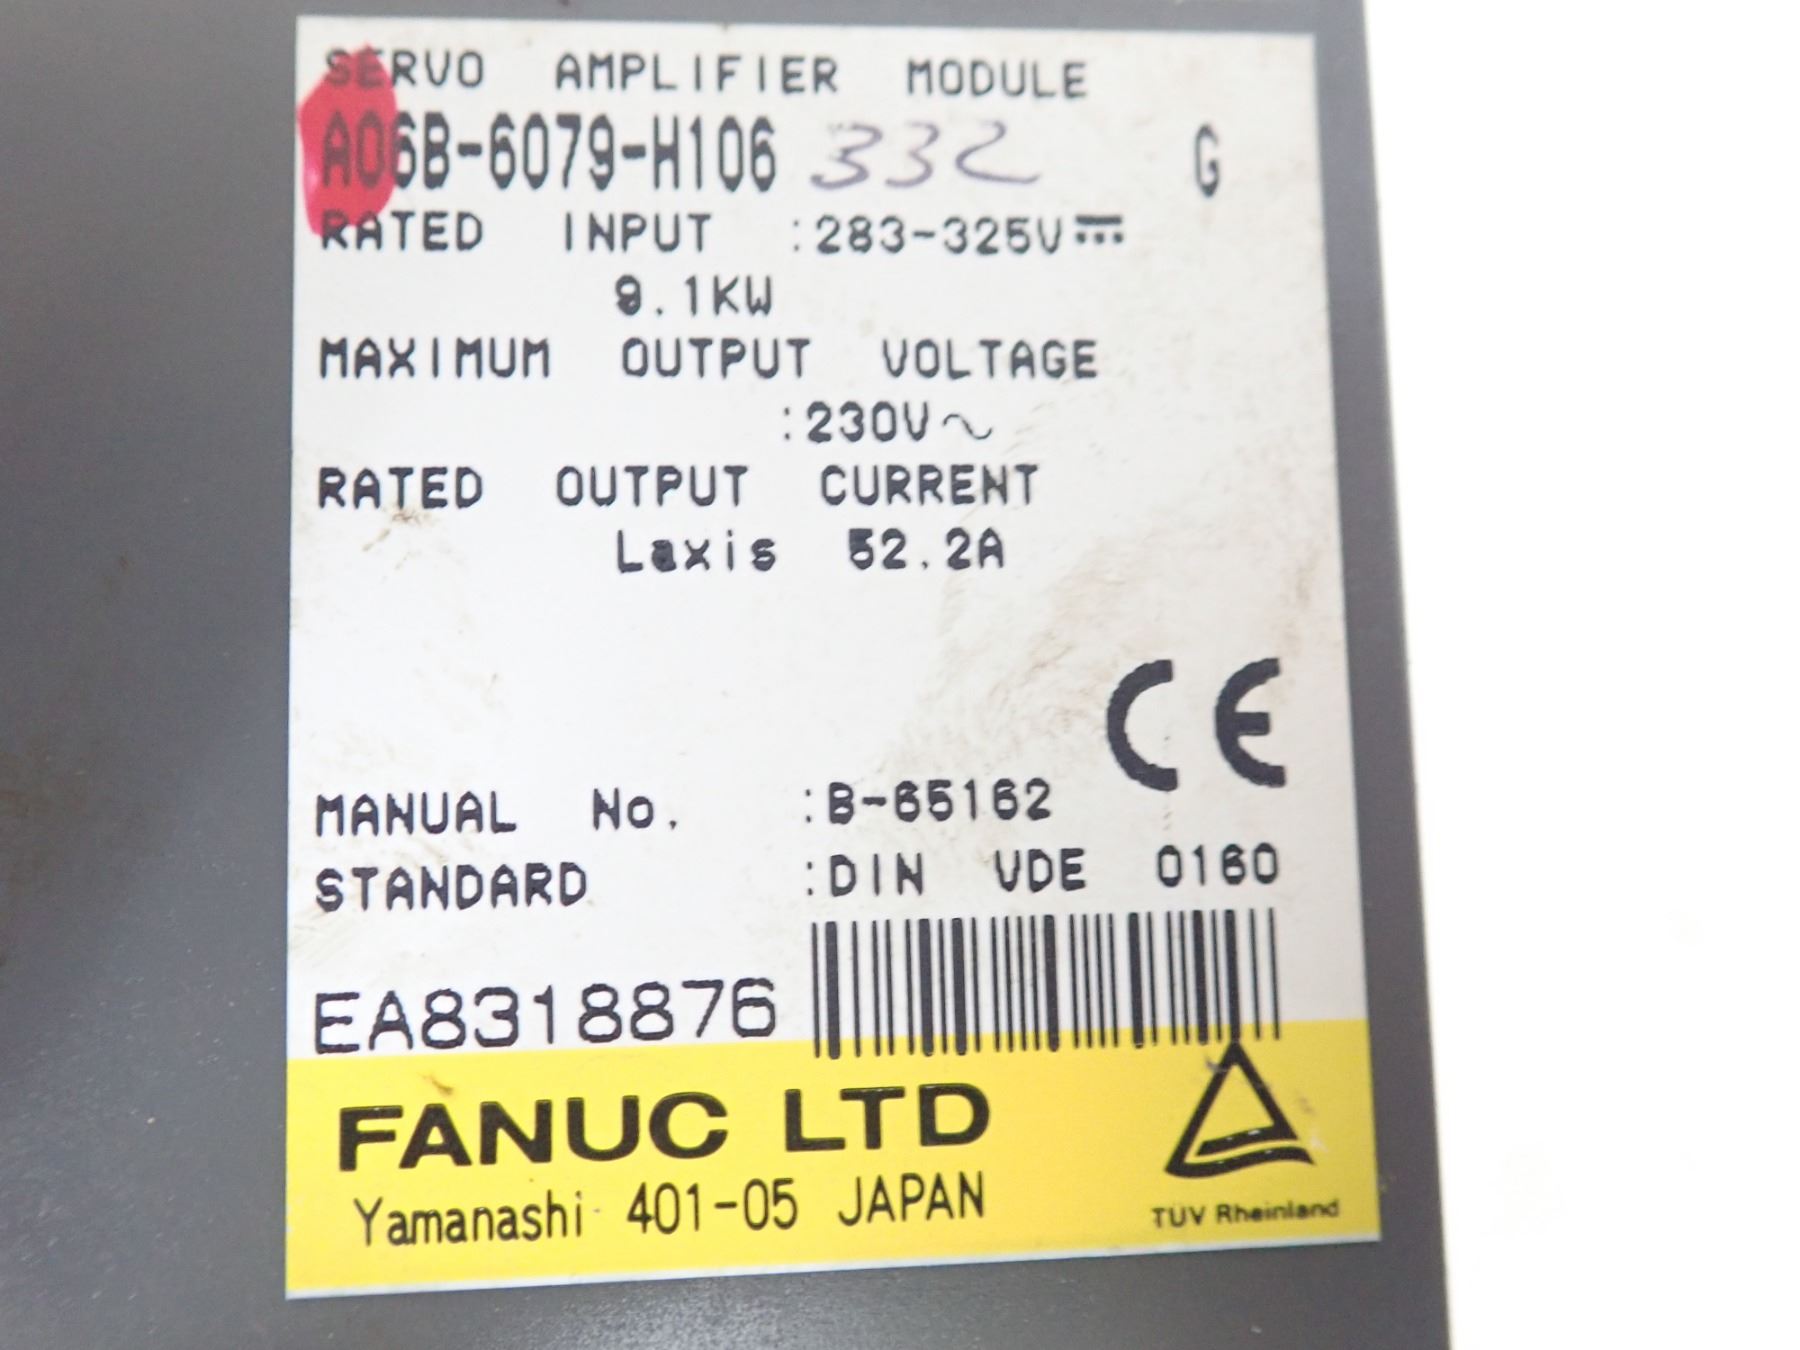 SERVO AMPLIFIER MODULE
A06B-6079-H106 332 G
RATED INPUT :283-325V⎓
9.1KW
MAXIMUM OUTPUT VOLTAGE
:230V~
RATED OUTPUT CURRENT
Laxis 52.2A
CE
MANUAL No. :B-65162
STANDARD :DIN VDE 0160
EA8318876
FANUC LTD
Yamanashi 401-05 JAPAN
TÜV Rheinland